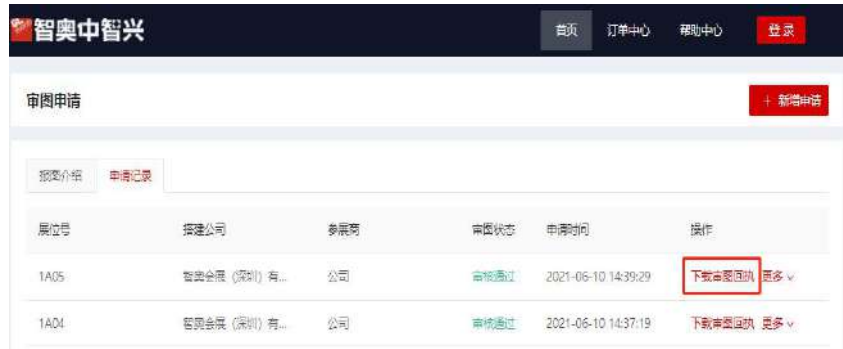 智奥中智兴 首页 订单中心 帮助中心 登录
审图申请 + 新增申请
报图介绍 申请记录
展位号 搭建公司 参展商 审图状态 申请时间 操作
1A05 智奥会展（深圳）有... 公司 审核通过 2021-06-10 14:39:29 下载审图回执 更多
1A04 智奥会展（深圳）有... 公司 审核通过 2021-06-10 14:37:19 下载审图回执 更多